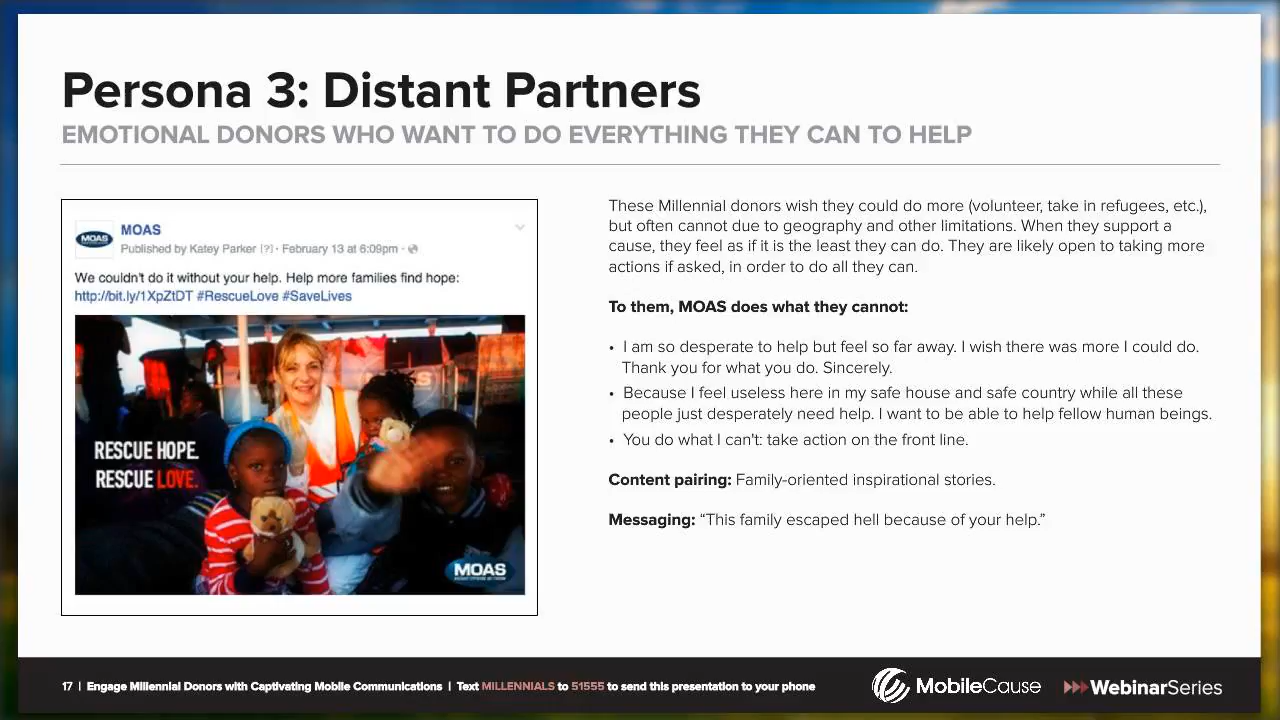 Persona 3: Distant Partners
EMOTIONAL DONORS WHO WANT TO DO EVERYTHING THEY CAN TO HELP
MOAS
MOAS
Published by Katey Parker [?] · February 13 at 6:09pm ·
We couldn't do it without your help. Help more families find hope:
http://bit.ly/1XpZtDT #RescueLove #SaveLives
RESCUE HOPE.
RESCUE LOVE.
MOAS
These Millennial donors wish they could do more (volunteer, take in refugees, etc.),
but often cannot due to geography and other limitations. When they support a
cause, they feel as if it is the least they can do. They are likely open to taking more
actions if asked, in order to do all they can.
To them, MOAS does what they cannot:
• I am so desperate to help but feel so far away. I wish there was more I could do.
Thank you for what you do. Sincerely.
• Because I feel useless here in my safe house and safe country while all these
people just desperately need help. I want to be able to help fellow human beings.
• You do what I can't: take action on the front line.
Content pairing: Family-oriented inspirational stories.
Messaging: “This family escaped hell because of your help.”
17 | Engage Millennial Donors with Captivating Mobile Communications | Text MILLENNIALS to 51555 to send this presentation to your phone
MobileCause
WebinarSeries